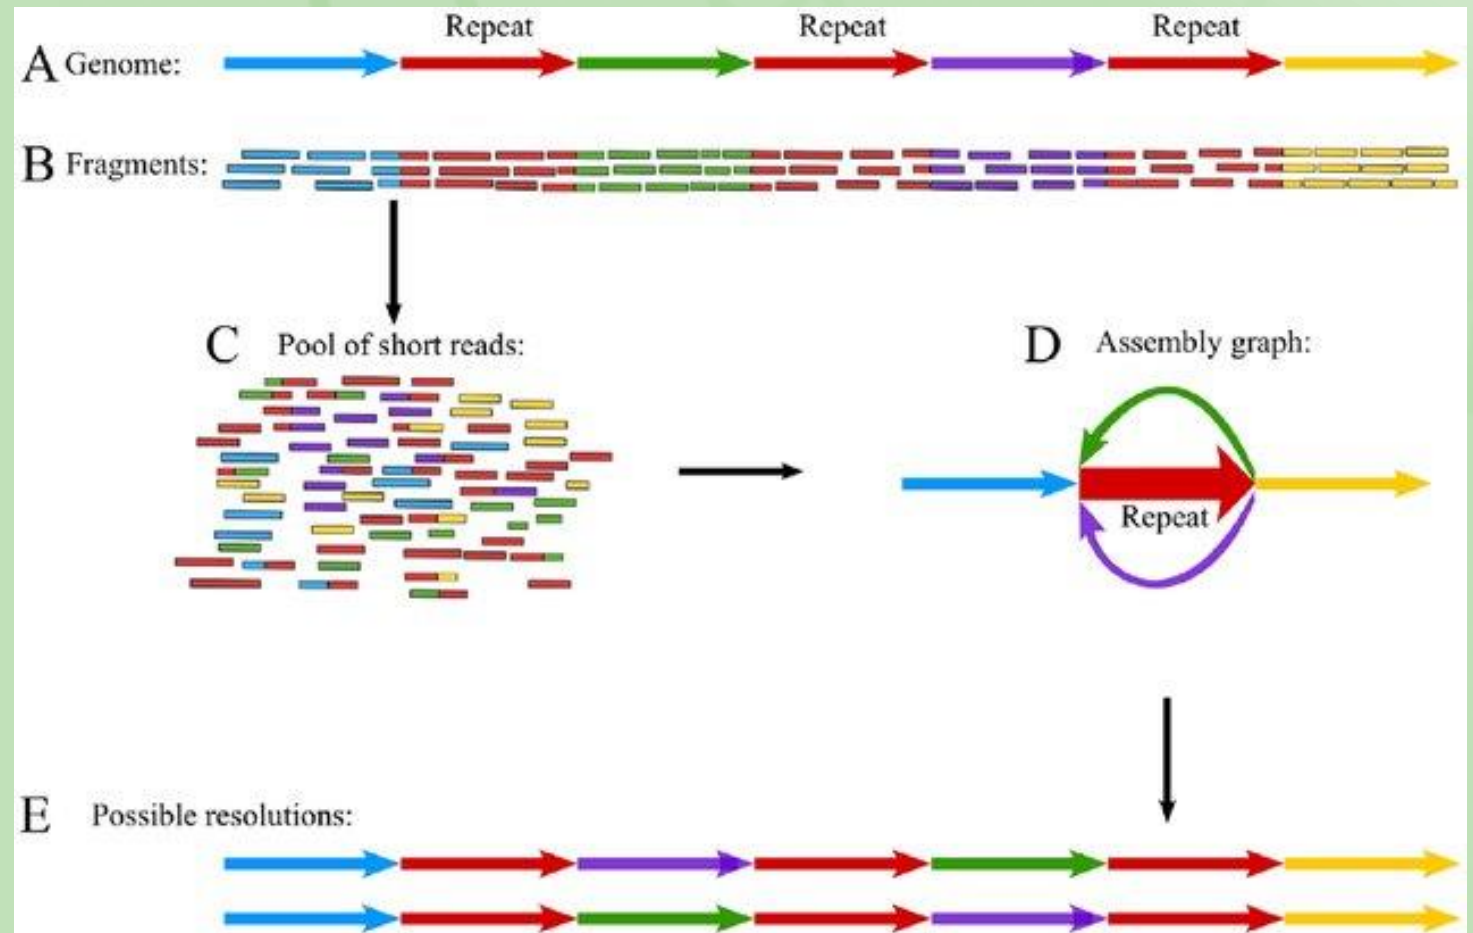 Repeat Repeat Repeat
A Genome:
B Fragments:
C Pool of short reads:
D Assembly graph:
Repeat
E Possible resolutions: